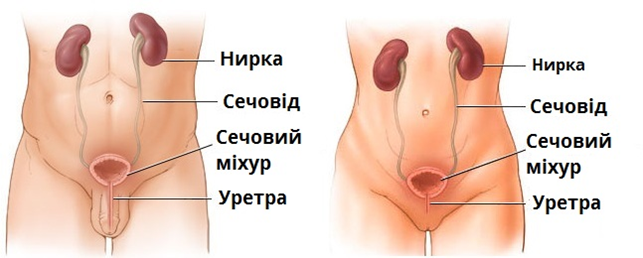 Нирка
Сечовід
Сечовий
міхур
Уретра
Нирка
Сечовід
Сечовий
міхур
Уретра